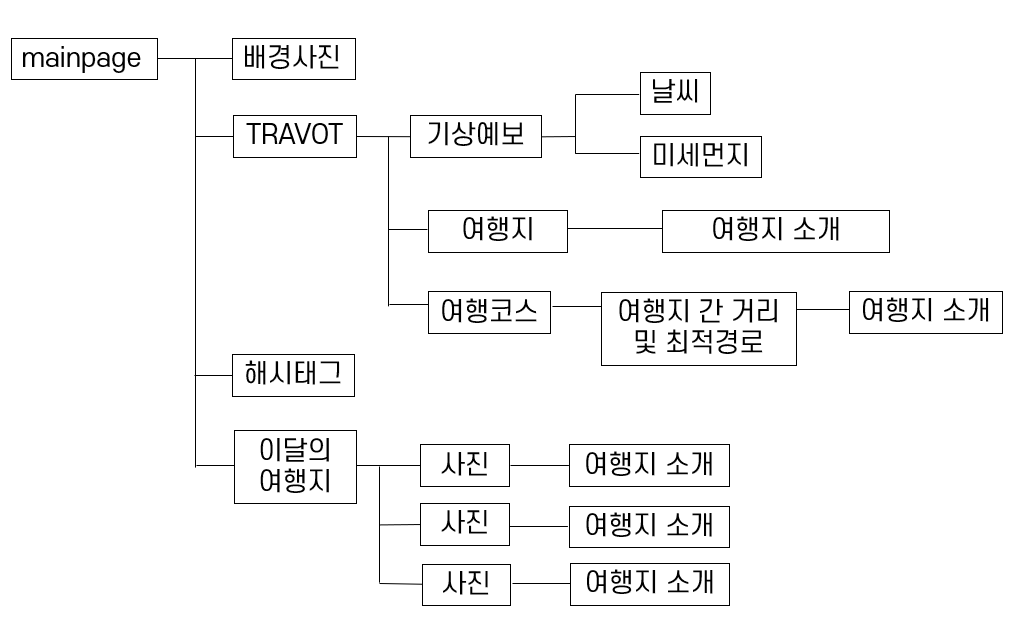 mainpage
배경사진
TRAVOT
기상예보
날씨
미세먼지
여행지
여행지 소개
여행코스
여행지 간 거리
및 최적경로
여행지 소개
해시태그
이달의
여행지
사진
여행지 소개
사진
여행지 소개
사진
여행지 소개